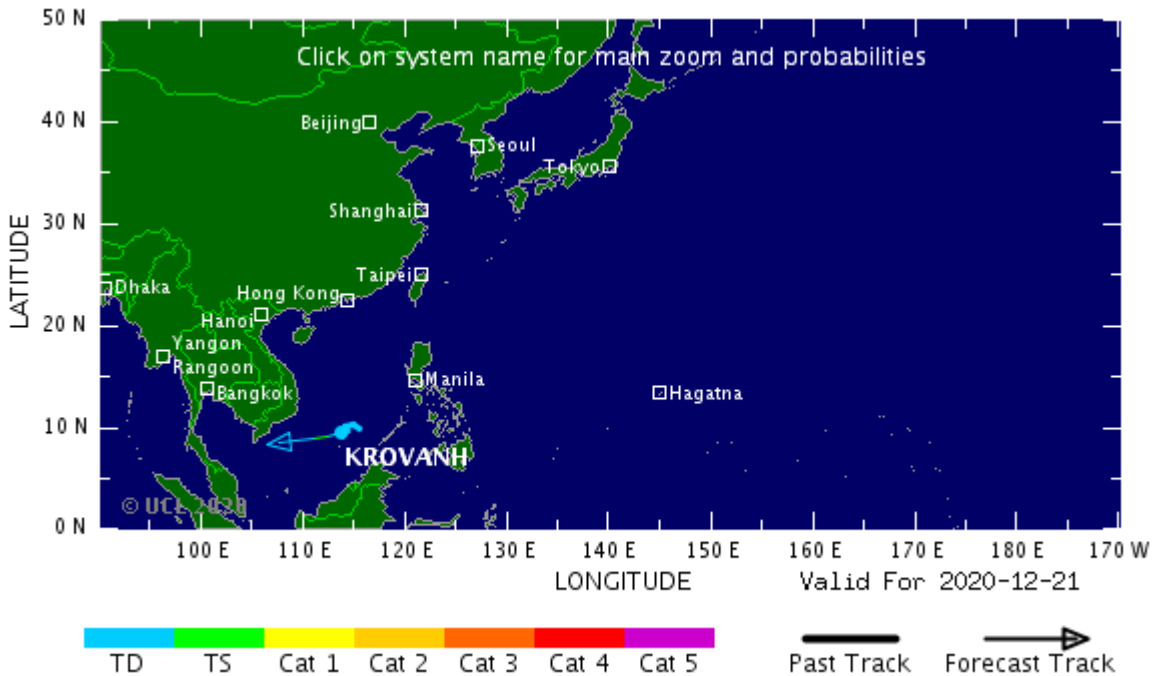 50 N
Click on system name for main zoom and probabilities
40 N
Beijing
Seoul
Tokyo
30 N
Shanghai
LATITUDE
Taipei
Dhaka
Hong Kong
20 N
Hanoi
Yangon
Rangoon
Bangkok
Manila
Hagatna
10 N
KROVANH
© UCL 2020
0 N
100 E 110 E 120 E 130 E 140 E 150 E 160 E 170 E 180 E 170 W
LONGITUDE
Valid For 2020-12-21
TD TS Cat 1 Cat 2 Cat 3 Cat 4 Cat 5
Past Track Forecast Track